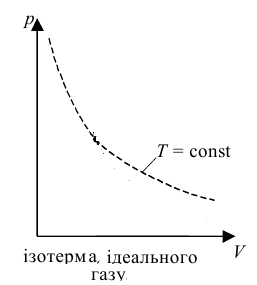 p
T = const
V
ізотерма, ідеального
газу